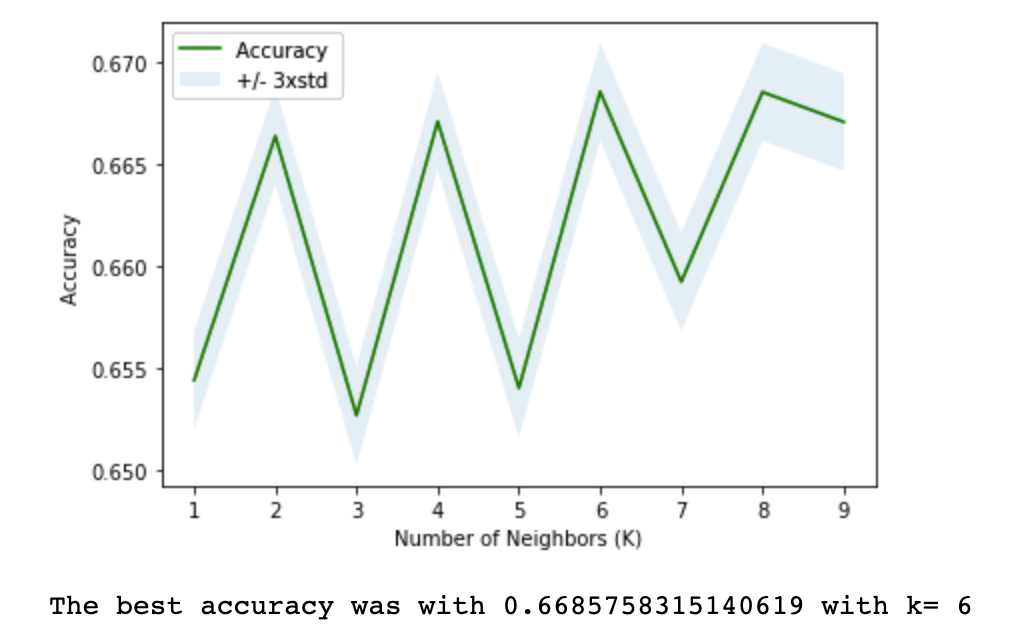 Accuracy
+/- 3xstd
0.670
0.665
0.660
0.655
0.650
Accuracy
1 2 3 4 5 6 7 8 9
Number of Neighbors (K)
The best accuracy was with 0.6685758315140619 with k= 6